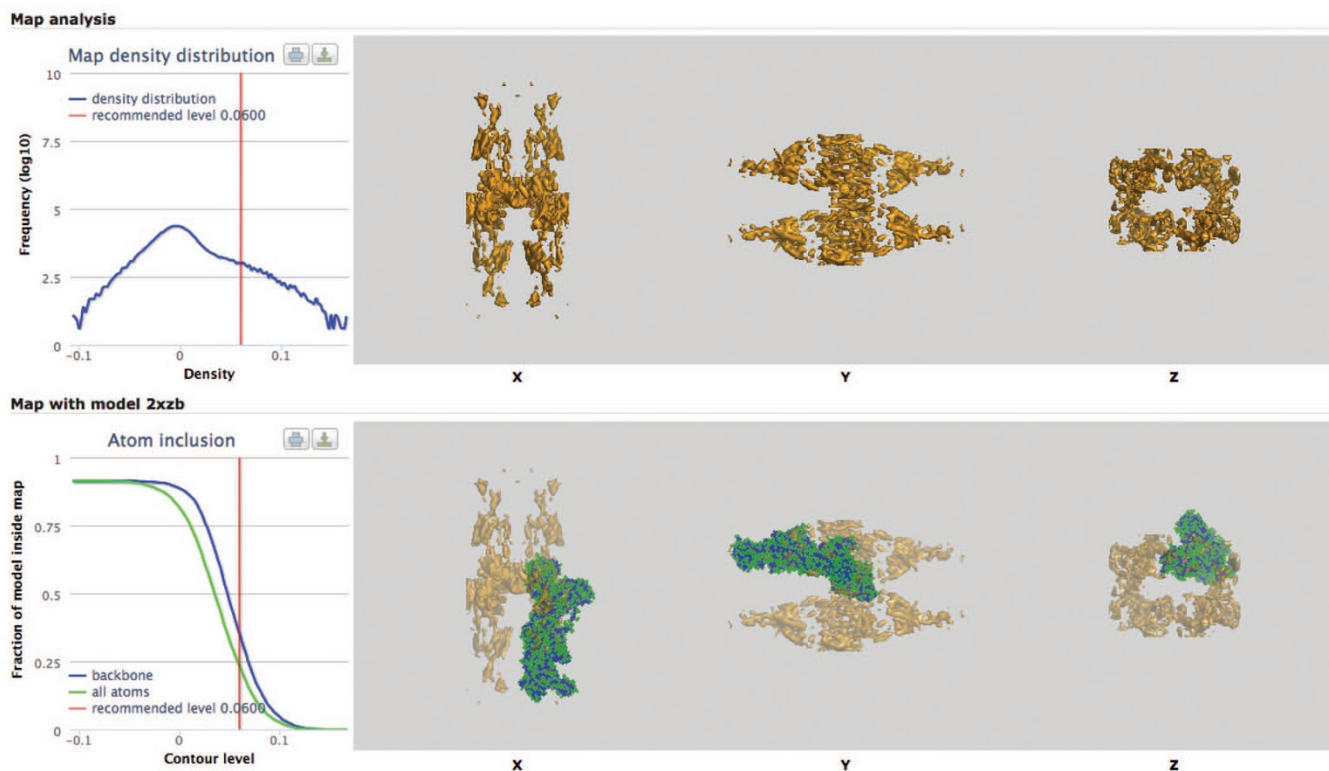 Map analysis
Map density distribution
10
density distribution
recommended level 0.0600
7.5
5
2.5
0
Frequency (log10)
−0.1
0
0.1
Density
X
Y
Z
Map with model 2xzb
Atom inclusion
1
0.75
0.5
0.25
0
Fraction of model inside map
backbone
all atoms
recommended level 0.0600
−0.1
0
0.1
Contour level
X
Y
Z